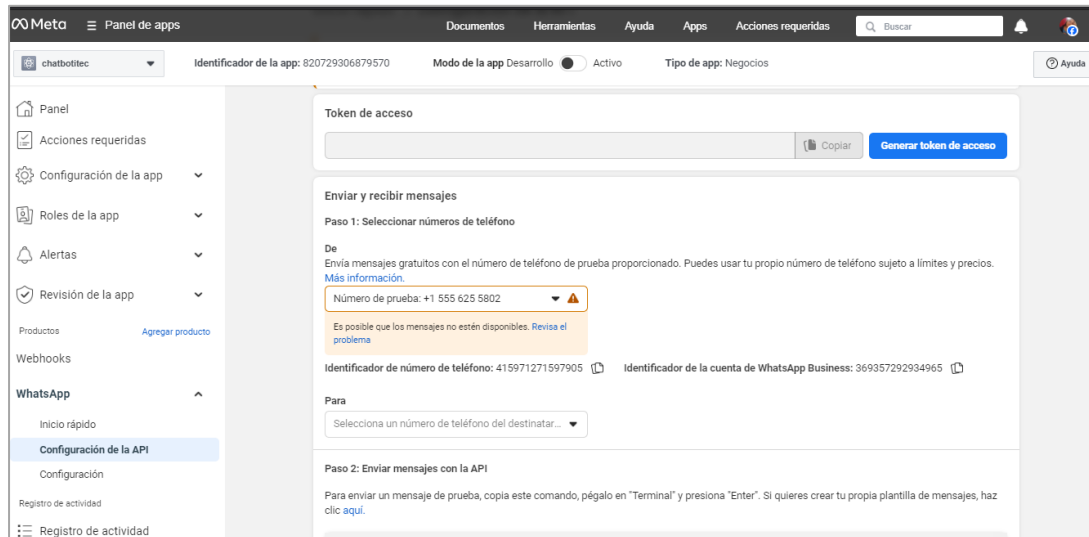 Meta Panel de apps Documentos Herramientas Ayuda Apps Acciones requeridas Buscar
chatbotitec Identificador de la app: 820729306879570 Modo de la app Desarrollo Activo Tipo de app: Negocios Ayuda
Panel
Acciones requeridas
Configuración de la app
Roles de la app
Alertas
Revisión de la app
Productos Agregar producto
Webhooks
WhatsApp
Inicio rápido
Configuración de la API
Configuración
Registro de actividad
Registro de actividad
Token de acceso
Copiar Generar token de acceso
Enviar y recibir mensajes
Paso 1: Seleccionar números de teléfono
De
Envía mensajes gratuitos con el número de teléfono de prueba proporcionado. Puedes usar tu propio número de teléfono sujeto a límites y precios.
Más información.
Número de prueba: +1 555 625 5802
Es posible que los mensajes no estén disponibles. Revisa el
problema
Identificador de número de teléfono: 415971271597905 Identificador de la cuenta de WhatsApp Business: 369357292934965
Para
Selecciona un número de teléfono del destinatar...
Paso 2: Enviar mensajes con la API
Para enviar un mensaje de prueba, copia este comando, pégalo en "Terminal" y presiona "Enter". Si quieres crear tu propia plantilla de mensajes, haz
clic aquí.